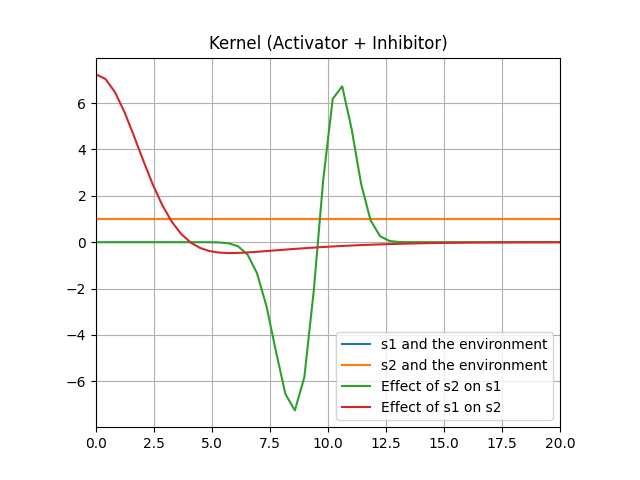 Kernel (Activator + Inhibitor)
6
4
2
0
−2
−4
−6
0.0 2.5 5.0 7.5 10.0 12.5 15.0 17.5 20.0
s1 and the environment
s2 and the environment
Effect of s2 on s1
Effect of s1 on s2